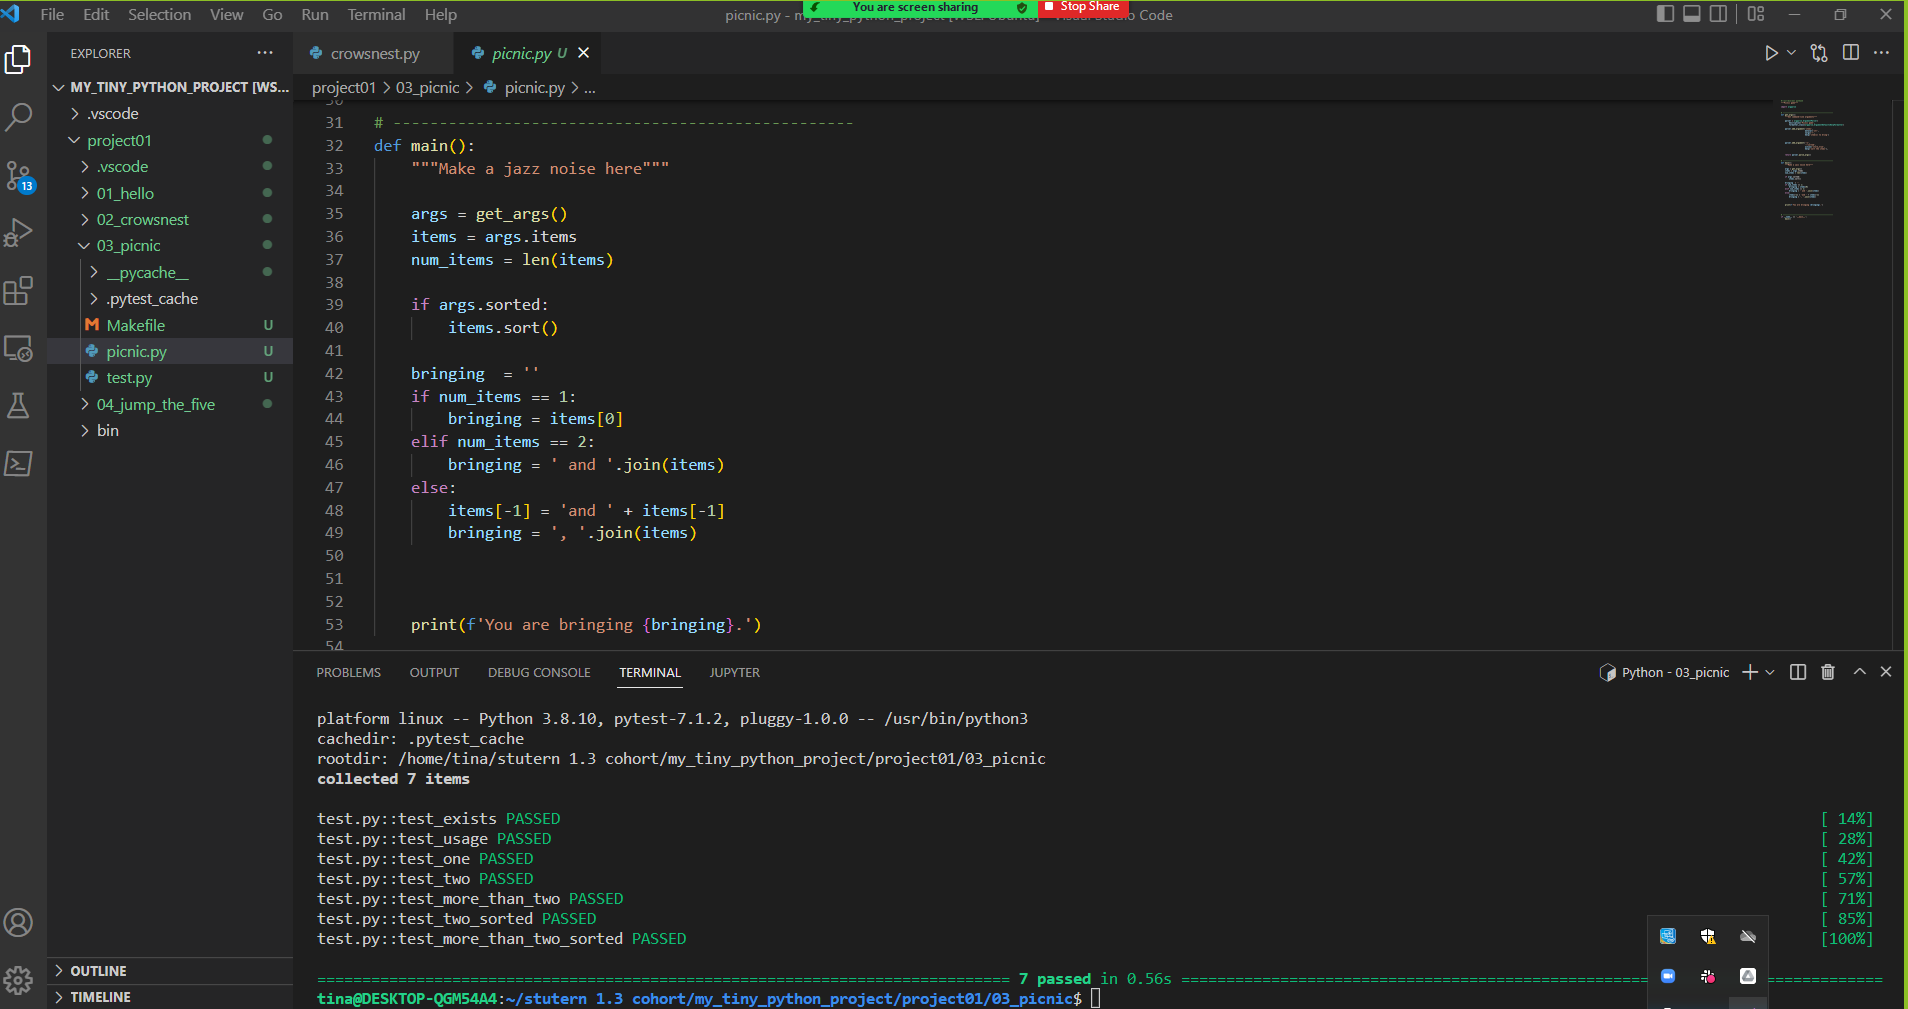 File Edit Selection View Go Run Terminal Help
picnic.py - my_tiny_python_project [WSL: Ubuntu] - Visual Studio Code
You are screen sharing
Stop Share
EXPLORER
MY_TINY_PYTHON_PROJECT [WS...
.vscode
project01
.vscode
01_hello
02_crowsnest
03_picnic
__pycache__
.pytest_cache
M Makefile U
picnic.py U
test.py U
04_jump_the_five
bin
OUTLINE
TIMELINE
13
crowsnest.py
picnic.py U
project01 > 03_picnic > picnic.py > ...
30
31 # --------------------------------------------------
32 def main():
33 """Make a jazz noise here"""
34
35 args = get_args()
36 items = args.items
37 num_items = len(items)
38
39 if args.sorted:
40 items.sort()
41
42 bringing  = ''
43 if num_items == 1:
44 bringing = items[0]
45 elif num_items == 2:
46 bringing = ' and '.join(items)
47 else:
48 items[-1] = 'and ' + items[-1]
49 bringing = ', '.join(items)
50
51
52
53 print(f'You are bringing {bringing}.')
54
PROBLEMS OUTPUT DEBUG CONSOLE TERMINAL JUPYTER
Python - 03_picnic
platform linux -- Python 3.8.10, pytest-7.1.2, pluggy-1.0.0 -- /usr/bin/python3
cachedir: .pytest_cache
rootdir: /home/tina/stutern 1.3 cohort/my_tiny_python_project/project01/03_picnic
collected 7 items
test.py::test_exists PASSED [ 14%]
test.py::test_usage PASSED [ 28%]
test.py::test_one PASSED [ 42%]
test.py::test_two PASSED [ 57%]
test.py::test_more_than_two PASSED [ 71%]
test.py::test_two_sorted PASSED [ 85%]
test.py::test_more_than_two_sorted PASSED [100%]
============================================================================= 7 passed in 0.56s ==============================================================================
tina@DESKTOP-QGM54A4:~/stutern 1.3 cohort/my_tiny_python_project/project01/03_picnic$